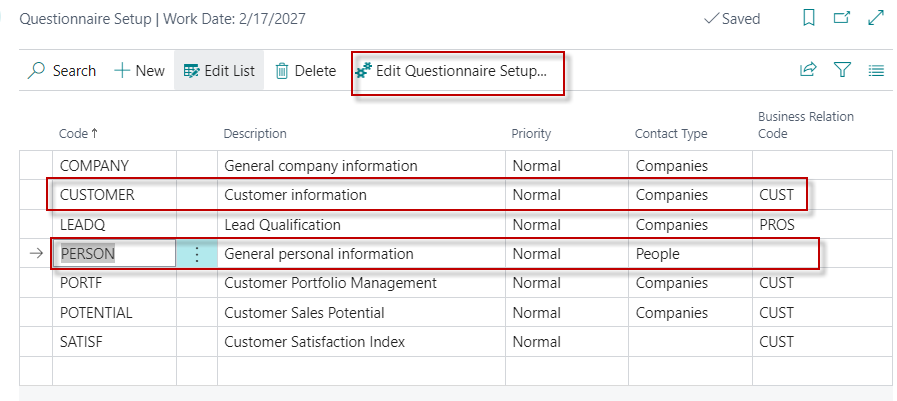 Questionnaire Setup | Work Date: 2/17/2027 Saved
Search New Edit List Delete Edit Questionnaire Setup...
Code ↑ Description Priority Contact Type Business Relation Code
COMPANY General company information Normal Companies
CUSTOMER Customer information Normal Companies CUST
LEADQ Lead Qualification Normal Companies PROS
PERSON General personal information Normal People
PORTF Customer Portfolio Management Normal Companies CUST
POTENTIAL Customer Sales Potential Normal Companies CUST
SATISF Customer Satisfaction Index Normal CUST